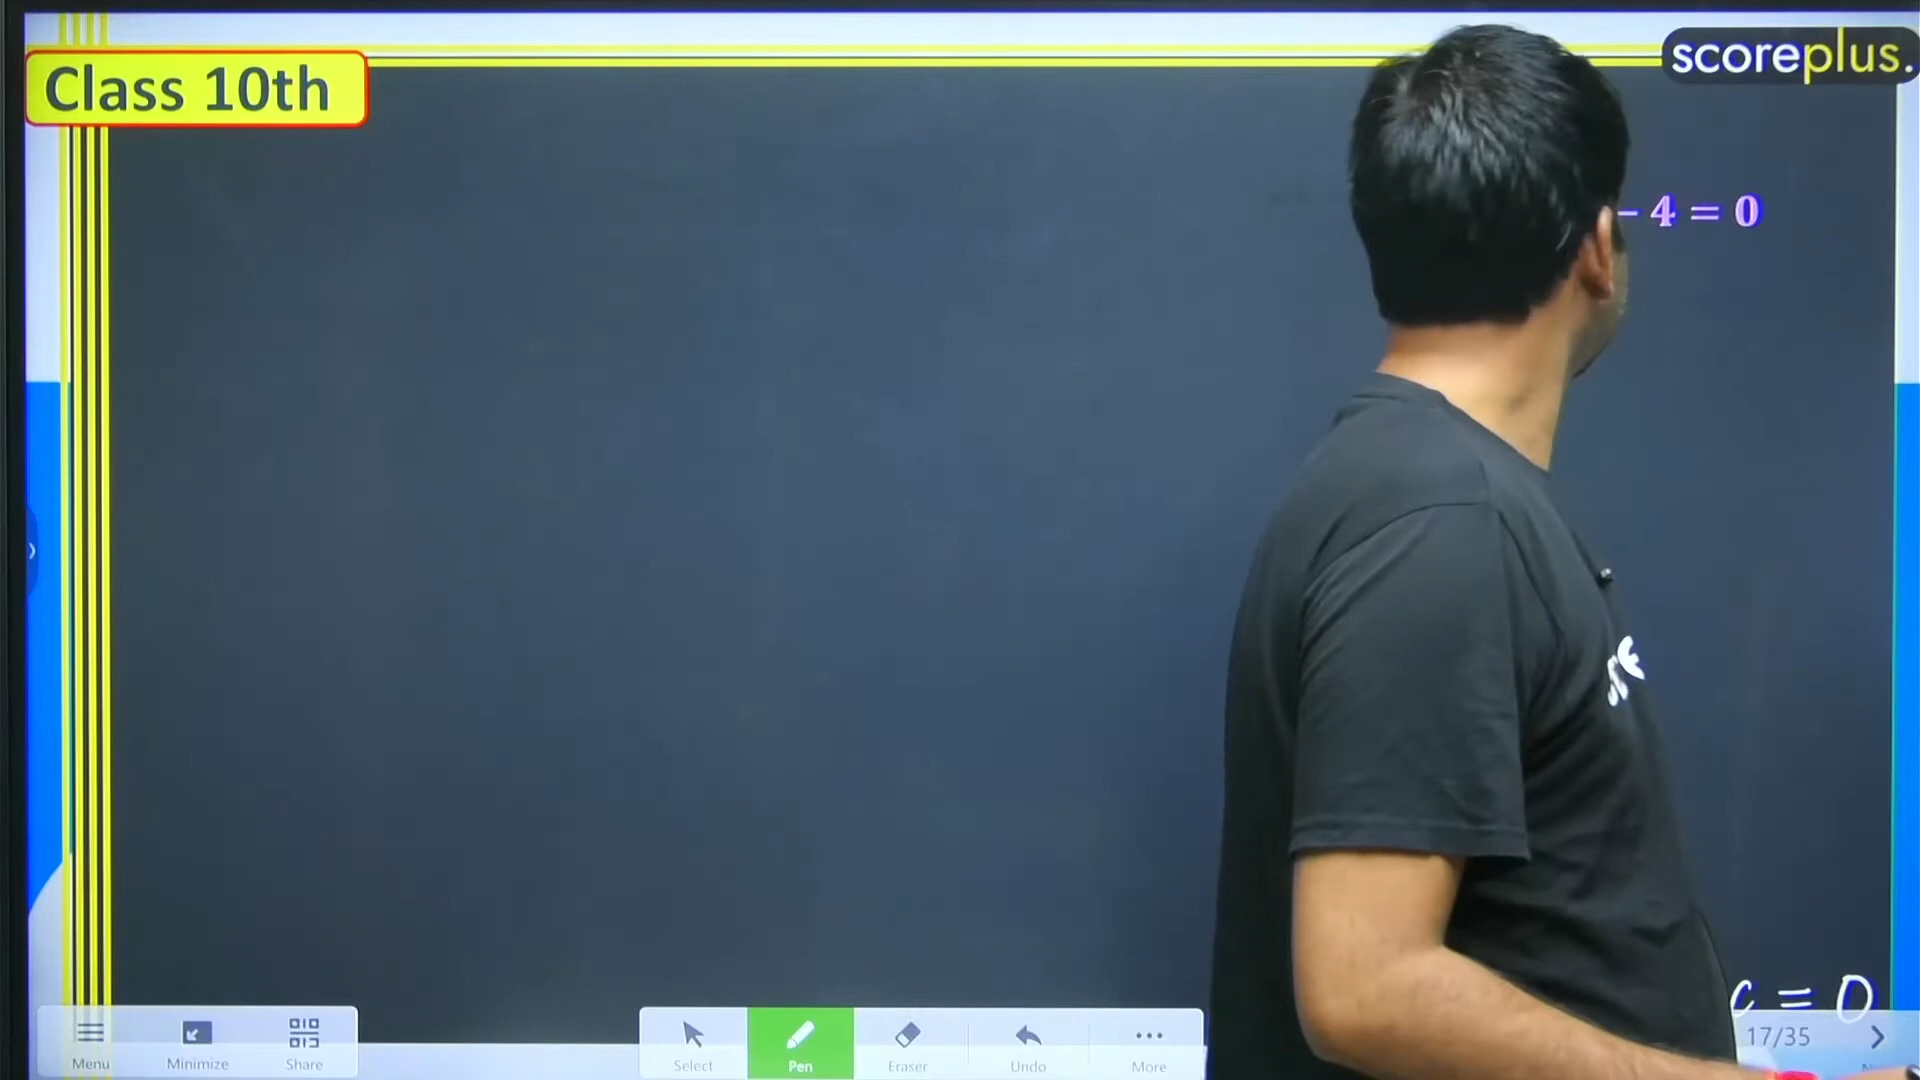 Class 10th
scoreplus.
– 4 = 0
c = 0
17/35
Menu
Minimize
Share
Select
Pen
Eraser
Undo
More